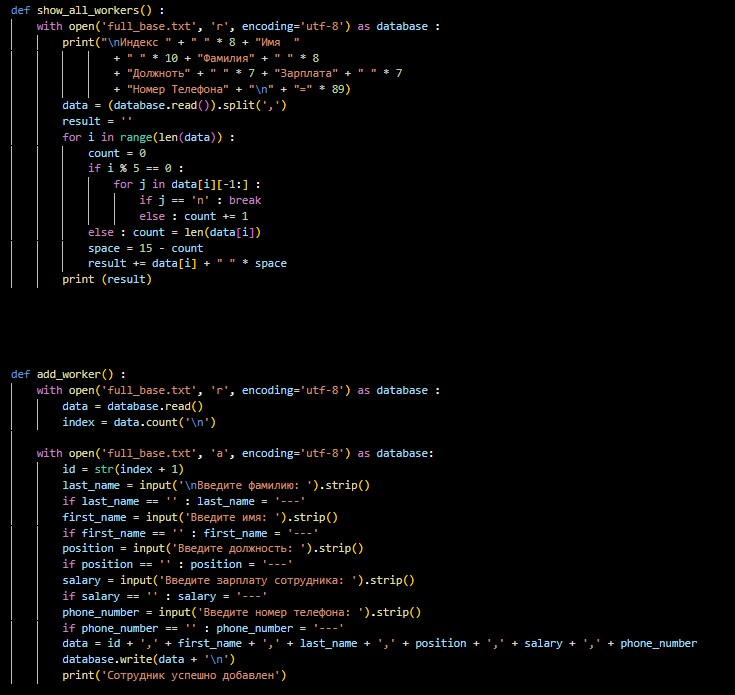 def show_all_workers() :
    with open('full_base.txt', 'r', encoding='utf-8') as database :
        print("\nИндекс " + " " * 8 + "Имя  "
                + " " * 10 + "Фамилия" + " " * 8
                + "Должноть" + " " * 7 + "Зарплата" + " " * 7
                + "Номер Телефона" + "\n" + "=" * 89)
        data = (database.read()).split(',')
        result = ''
        for i in range(len(data)) :
            count = 0
            if i % 5 == 0 :
                for j in data[i][-1:] :
                    if j == 'n' : break
                    else : count += 1
            else : count = len(data[i])
            space = 15 - count
            result += data[i] + " " * space
        print (result)
def add_worker() :
    with open('full_base.txt', 'r', encoding='utf-8') as database :
        data = database.read()
        index = data.count('\n')
    with open('full_base.txt', 'a', encoding='utf-8') as database:
        id = str(index + 1)
        last_name = input('\nВведите фамилию: ').strip()
        if last_name == '' : last_name = '---'
        first_name = input('Введите имя: ').strip()
        if first_name == '' : first_name = '---'
        position = input('Введите должность: ').strip()
        if position == '' : position = '---'
        salary = input('Введите зарплату сотрудника: ').strip()
        if salary == '' : salary = '---'
        phone_number = input('Введите номер телефона: ').strip()
        if phone_number == '' : phone_number = '---'
        data = id + ',' + first_name + ',' + last_name + ',' + position + ',' + salary + ',' + phone_number
        database.write(data + '\n')
        print('Сотрудник успешно добавлен')